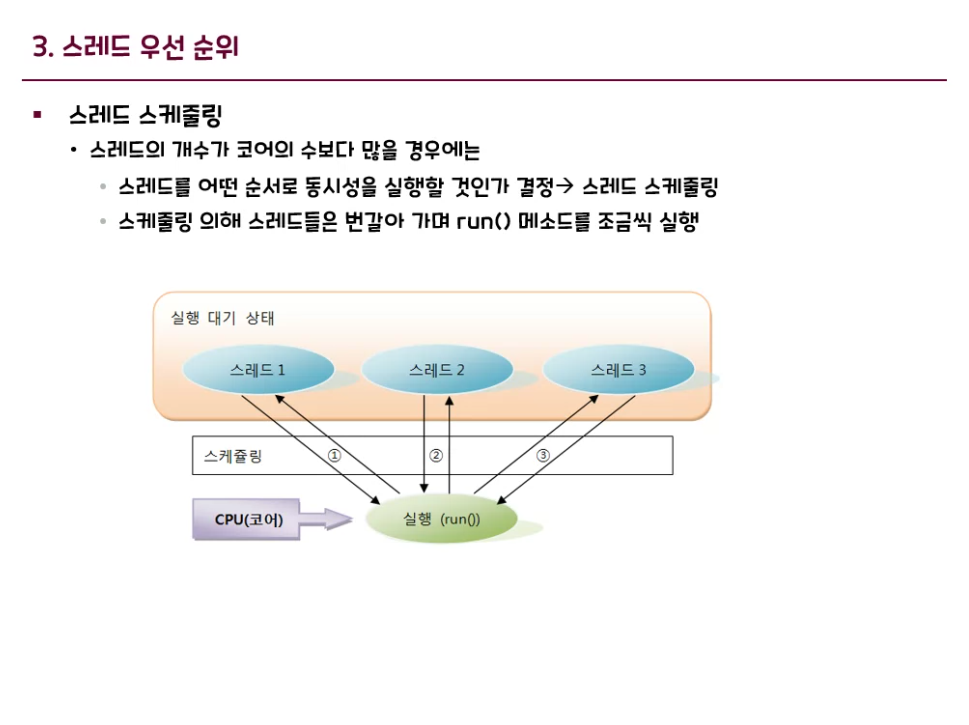 3. 스레드 우선 순위
▪ 스레드 스케줄링
• 스레드의 개수가 코어의 수보다 많을 경우에는
• 스레드를 어떤 순서로 동시성을 실행할 것인가 결정→ 스레드 스케줄링
• 스케줄링 의해 스레드들은 번갈아 가며 run() 메소드를 조금씩 실행
실행 대기 상태
스레드 1 스레드 2 스레드 3
스케쥴링 ① ② ③
CPU(코어) 실행 (run())